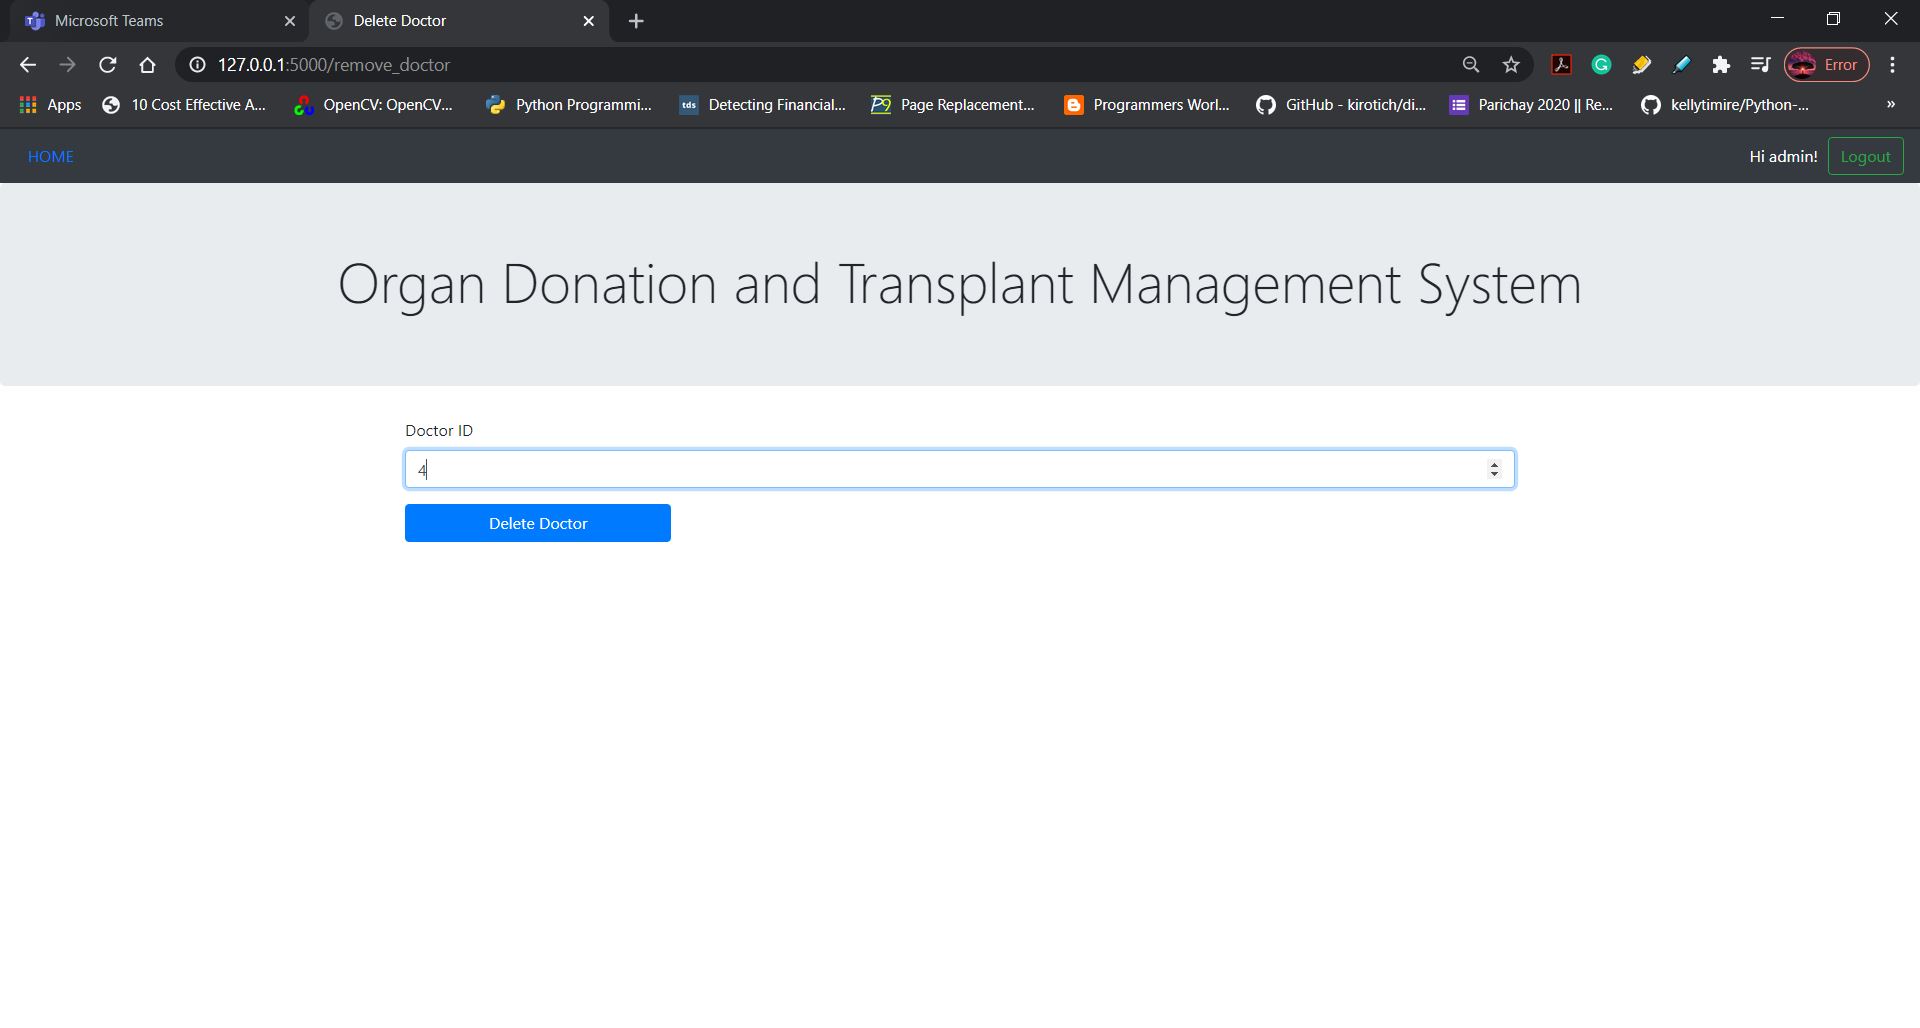 Microsoft Teams
Delete Doctor
127.0.0.1:5000/remove_doctor
Error
Apps
10 Cost Effective A...
OpenCV: OpenCV...
Python Programmi...
tds
Detecting Financial...
Page Replacement...
Programmers Worl...
GitHub - kirotich/di...
Parichay 2020 || Re...
kellytimire/Python-...
»
HOME
Hi admin!
Logout
Organ Donation and Transplant Management System
Doctor ID
4
Delete Doctor